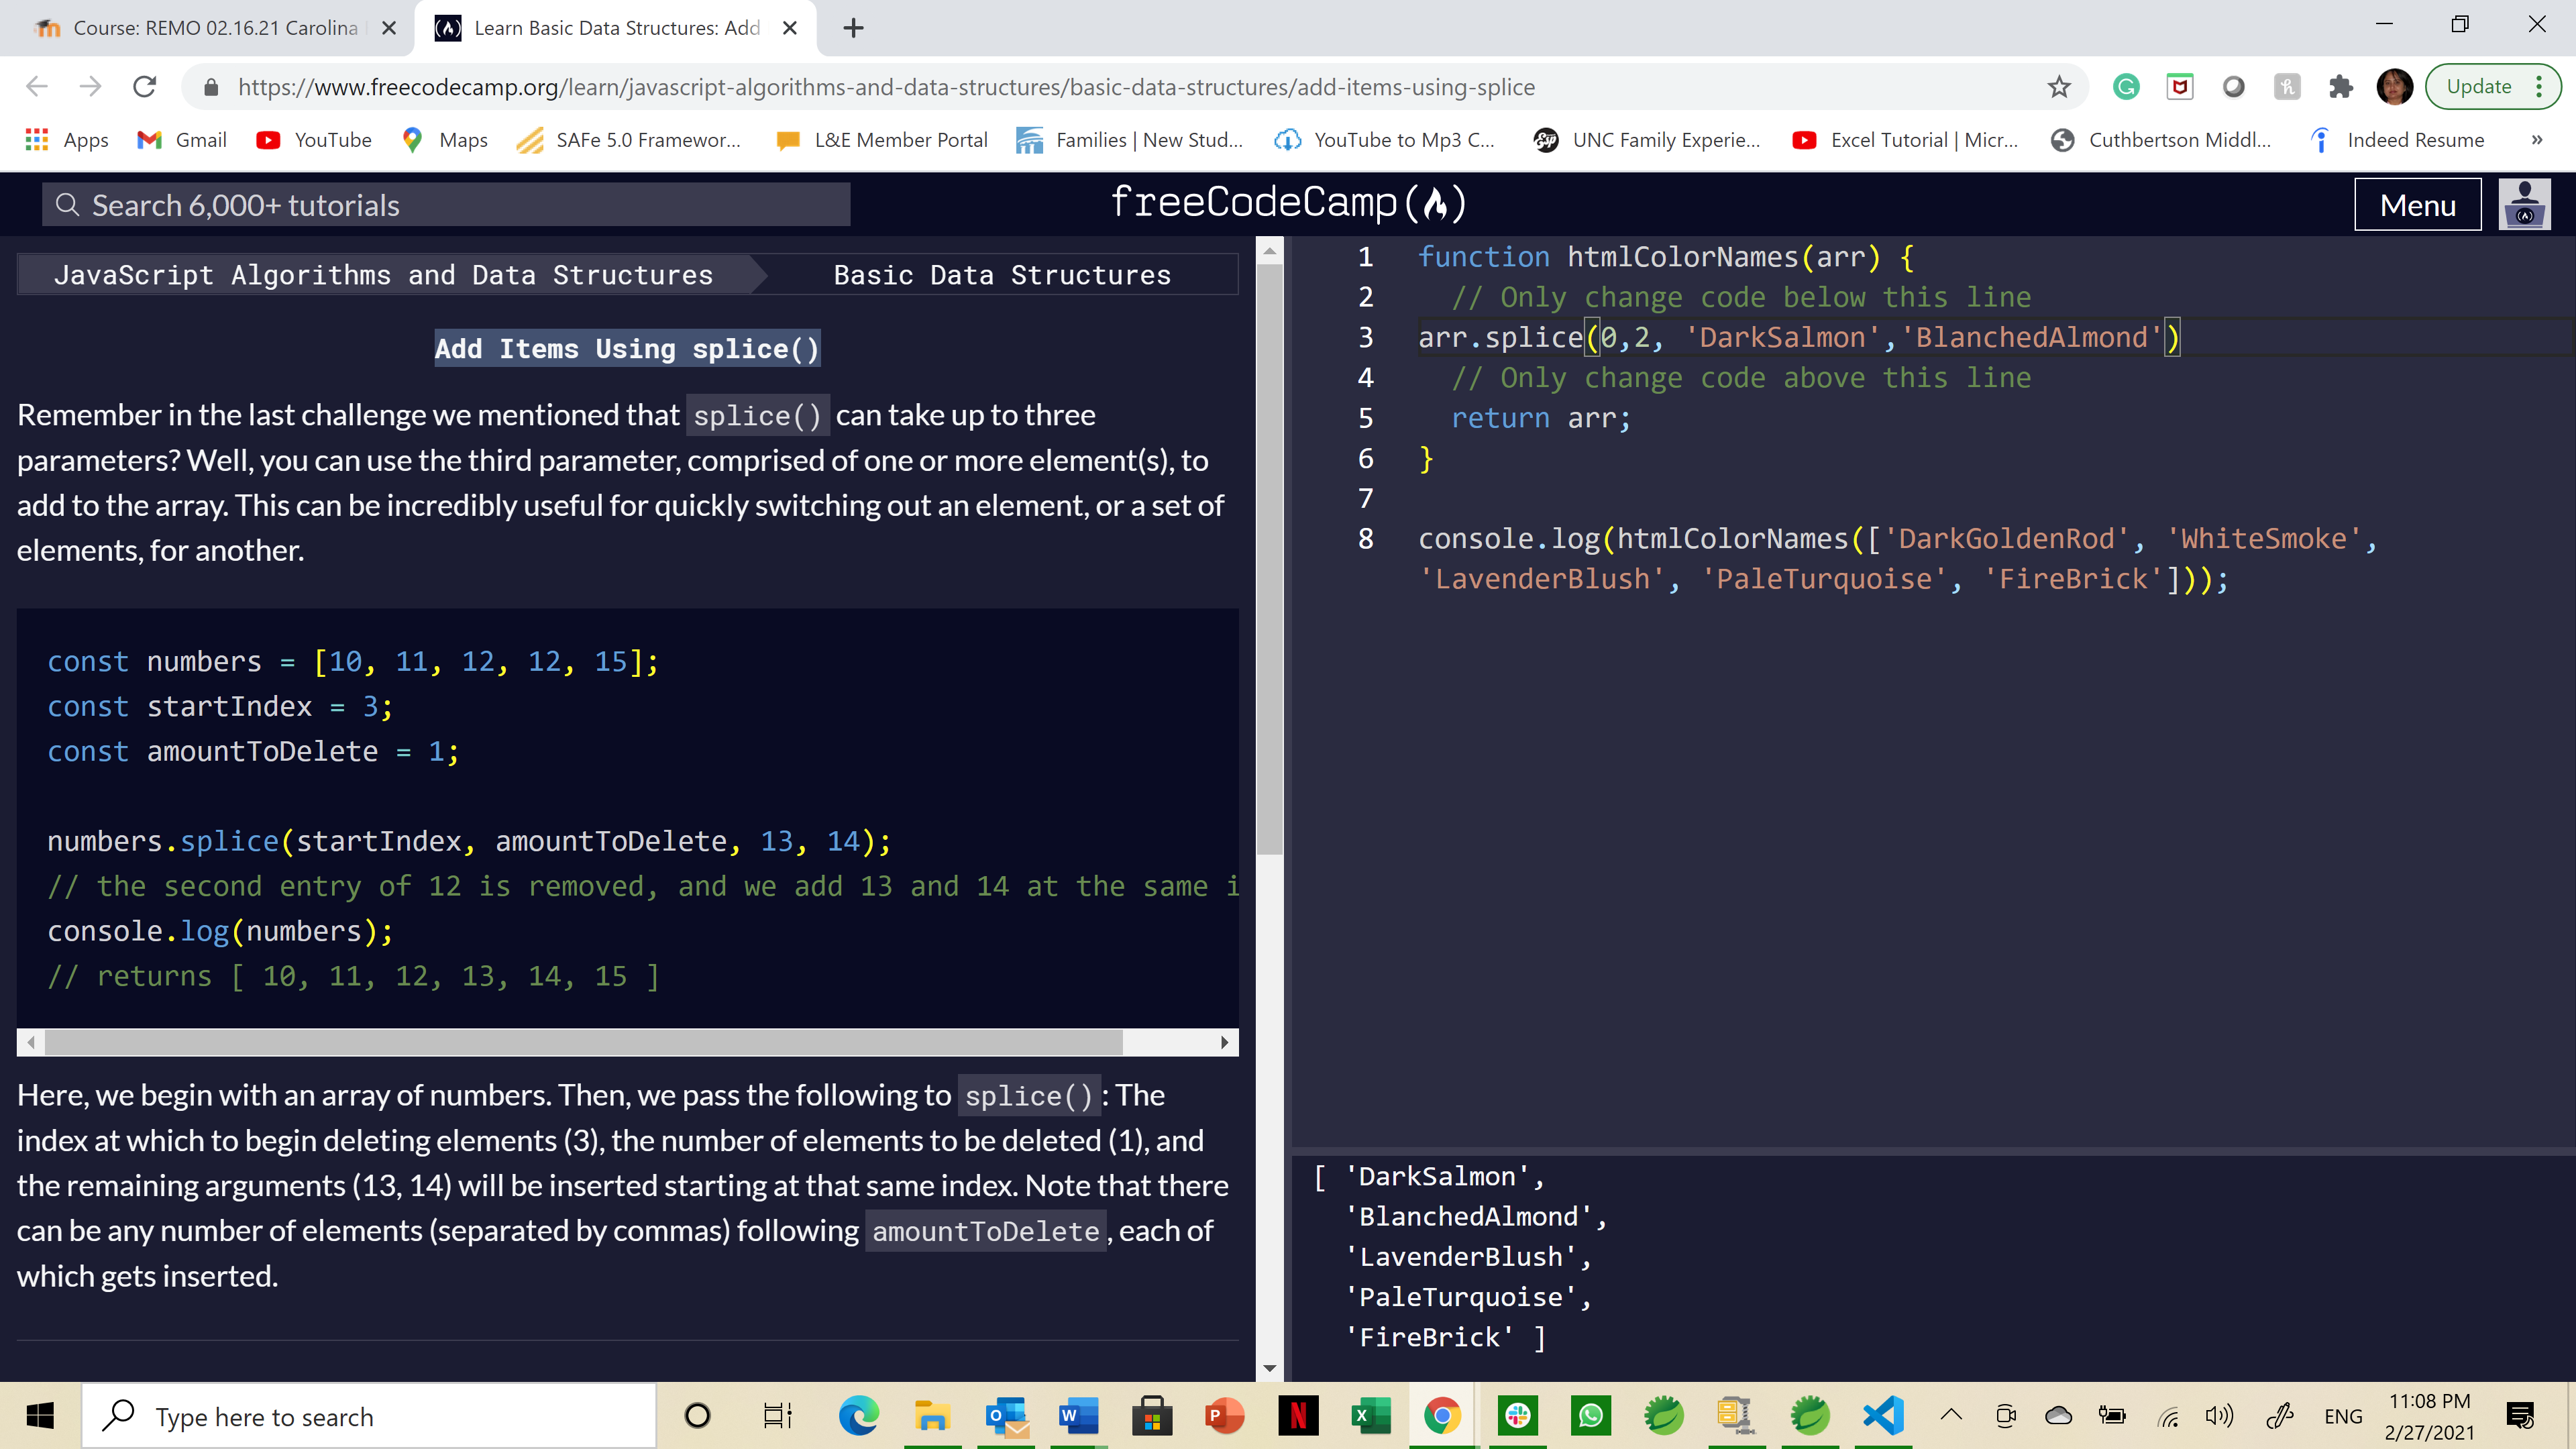 Course: REMO 02.16.21 Carolina
Learn Basic Data Structures: Add
https://www.freecodecamp.org/learn/javascript-algorithms-and-data-structures/basic-data-structures/add-items-using-splice
Update
Apps
Gmail
YouTube
Maps
SAFe 5.0 Framewor...
L&E Member Portal
Families | New Stud...
YouTube to Mp3 C...
UNC Family Experie...
Excel Tutorial | Micr...
Cuthbertson Middl...
Indeed Resume
»
Search 6,000+ tutorials
freeCodeCamp
Menu
JavaScript Algorithms and Data Structures
Basic Data Structures
Add Items Using splice()
Remember in the last challenge we mentioned that splice() can take up to three
parameters? Well, you can use the third parameter, comprised of one or more element(s), to
add to the array. This can be incredibly useful for quickly switching out an element, or a set of
elements, for another.
const numbers = [10, 11, 12, 12, 15];
const startIndex = 3;
const amountToDelete = 1;
numbers.splice(startIndex, amountToDelete, 13, 14);
// the second entry of 12 is removed, and we add 13 and 14 at the same i
console.log(numbers);
// returns [ 10, 11, 12, 13, 14, 15 ]
Here, we begin with an array of numbers. Then, we pass the following to splice() : The
index at which to begin deleting elements (3), the number of elements to be deleted (1), and
the remaining arguments (13, 14) will be inserted starting at that same index. Note that there
can be any number of elements (separated by commas) following amountToDelete , each of
which gets inserted.
1 function htmlColorNames(arr) {
2 // Only change code below this line
3 arr.splice(0,2, 'DarkSalmon','BlanchedAlmond')
4 // Only change code above this line
5 return arr;
6 }
7
8 console.log(htmlColorNames(['DarkGoldenRod', 'WhiteSmoke',
'LavenderBlush', 'PaleTurquoise', 'FireBrick']));
[ 'DarkSalmon',
'BlanchedAlmond',
'LavenderBlush',
'PaleTurquoise',
'FireBrick' ]
Type here to search
ENG
11:08 PM
2/27/2021